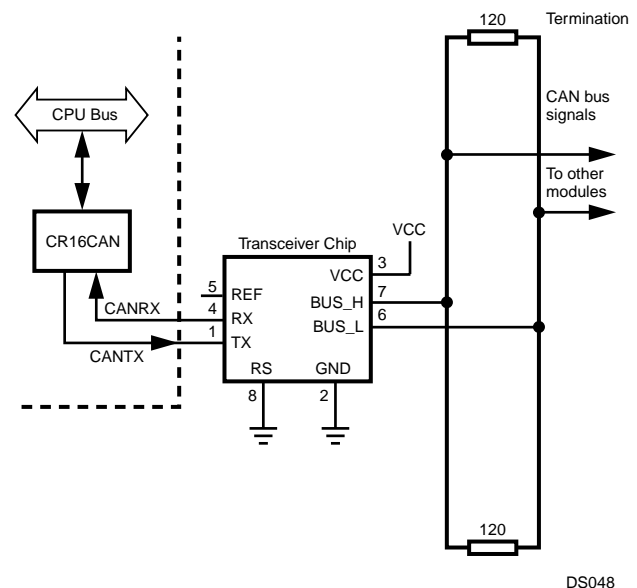 120
Termination
CPU Bus
CAN bus
signals
To other
modules
CR16CAN
Transceiver Chip
VCC
3
VCC
5
REF
7
BUS_H
CANRX
4
RX
6
BUS_L
1
TX
CANTX
RS
GND
8
2
120
DS048